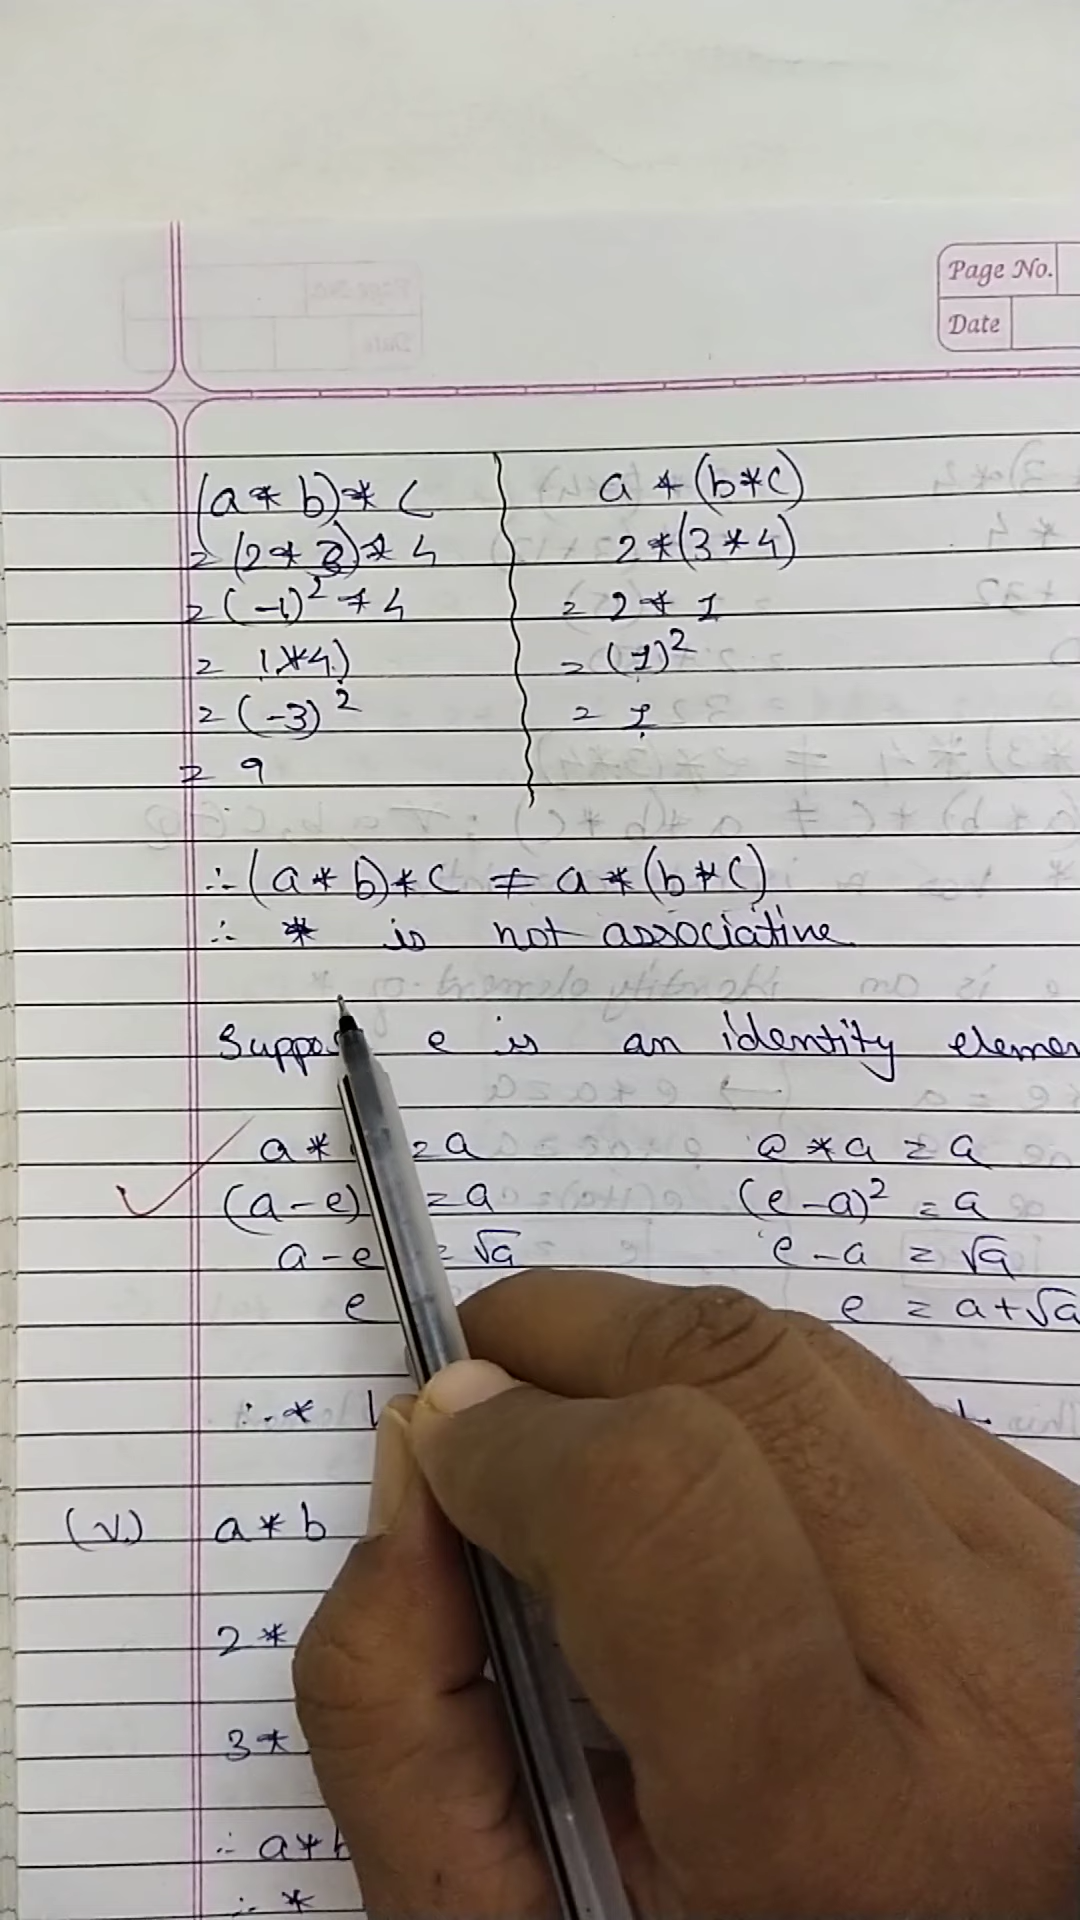 Page No.
Date
(a * b) * c
= (2 * 3) * 4
= (-1)² * 4
= (1 * 4)
= (-3)²
= 9
a * (b * c)
2 * (3 * 4)
= 2 * 1
= (1)²
= 1
∴ (a * b) * c ≠ a * (b * c)
∴ * is not associative
e is an identity
a * = a
(a - e) = a
a - e = √a
e
e * a = a
(e - a)² = a
e - a = √a
e = a + √a
∴ *
(v.) a * b
2 *
3 *
∴ a *
∴ *